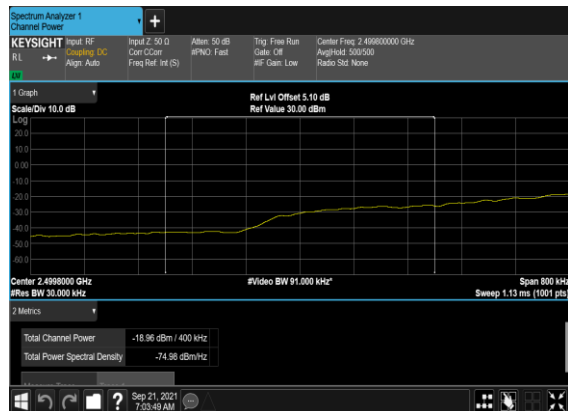 Spectrum Analyzer 1
Channel Power
KEYSIGHT
RL
Input: RF
Coupling: DC
Align: Auto
Input Z: 50 Ω
Corr CCorr
Freq Ref: Int (S)
Atten: 50 dB
#PNO: Fast
Trig: Free Run
Gate: Off
#IF Gain: Low
Center Freq: 2.499800000 GHz
Avg|Hold: 500/500
Radio Std: None
1 Graph
Scale/Div 10.0 dB
Ref Lvl Offset 5.10 dB
Ref Value 30.00 dBm
Log
20.0
10.0
0.00
-10.0
-20.0
-30.0
-40.0
-50.0
-60.0
Center 2.4998000 GHz
#Res BW 30.000 kHz
#Video BW 91.000 kHz*
Span 800 kHz
Sweep 1.13 ms (1001 pts)
2 Metrics
Total Channel Power -18.96 dBm / 400 kHz
Total Power Spectral Density -74.98 dBm/Hz
?
Sep 21, 2021
7:03:49 AM